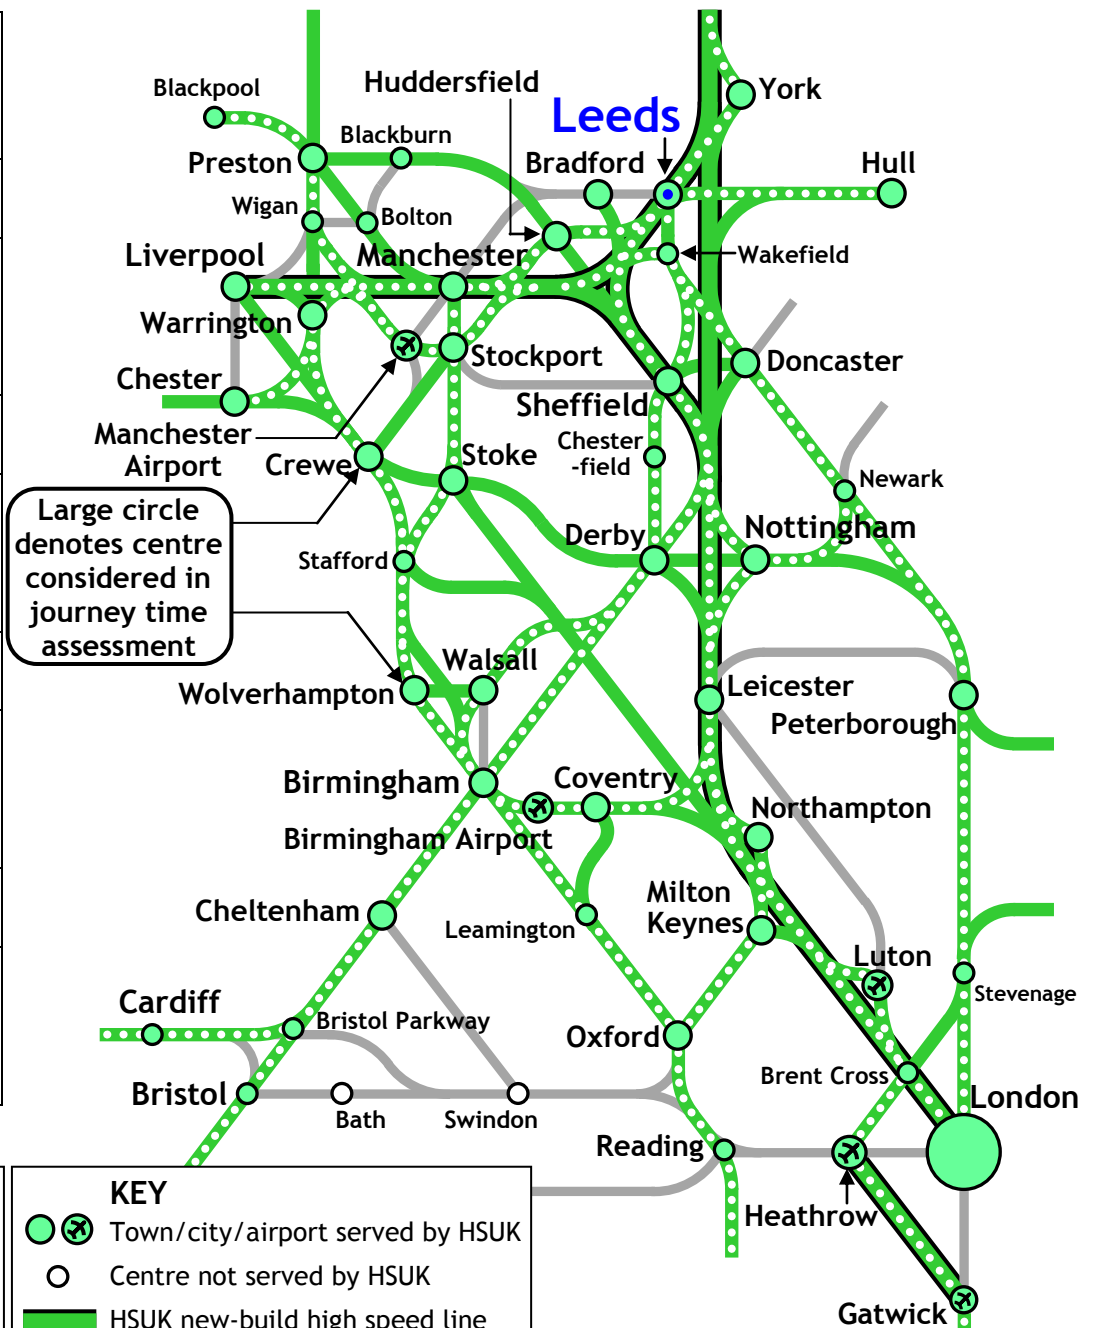 Blackpool
Huddersfield
Leeds
York
Preston
Blackburn
Bradford
Hull
Wigan
Bolton
Liverpool
Manchester
Wakefield
Warrington
Stockport
Doncaster
Chester
Sheffield
Manchester
Airport
Crewe
Stoke
Chester
-field
Newark
Large circle
denotes centre
considered in
journey time
assessment
Stafford
Derby
Nottingham
Wolverhampton
Walsall
Leicester
Peterborough
Birmingham
Coventry
Northampton
Birmingham Airport
Milton
Keynes
Cheltenham
Leamington
Luton
Stevenage
Cardiff
Bristol Parkway
Oxford
Brent Cross
London
Bristol
Bath
Swindon
Reading
Heathrow
Gatwick
KEY
Town/city/airport served by HSUK
Centre not served by HSUK
HSUK new-build high speed line